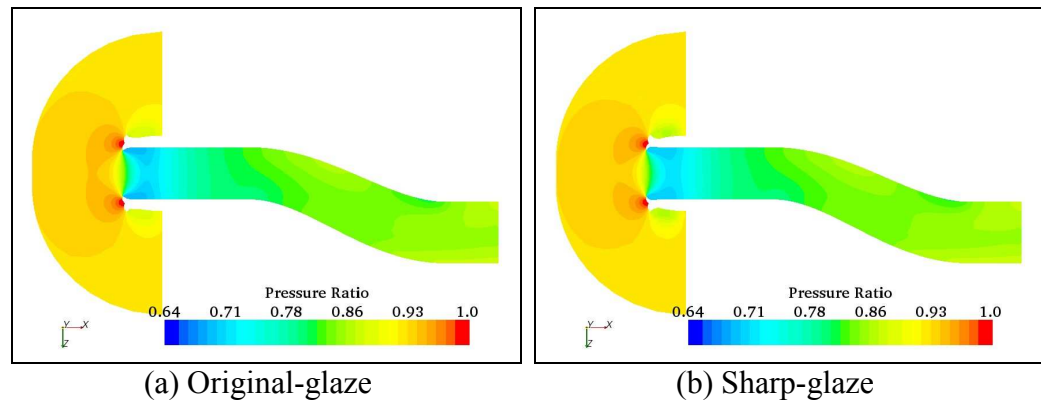 Pressure Ratio
0.64 0.71 0.78 0.86 0.93 1.0
Y X
Z
(a) Original-glaze
Pressure Ratio
0.64 0.71 0.78 0.86 0.93 1.0
Y X
Z
(b) Sharp-glaze